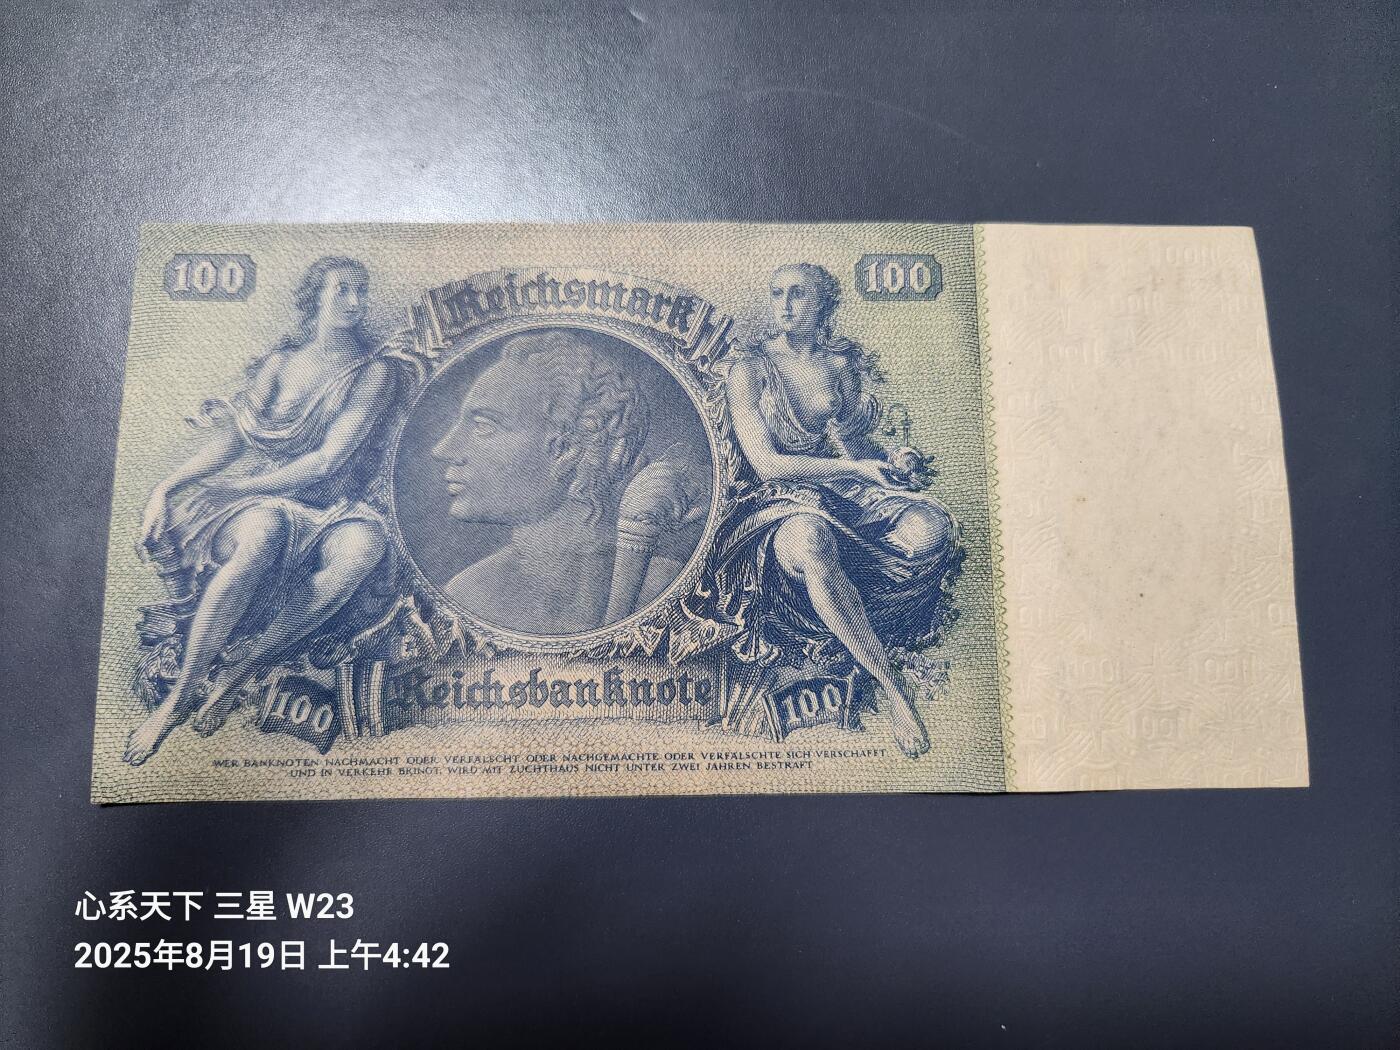 100
100
Reichsmark
Reichsbanknote
100
100
WER BANKNOTEN NACHMACHT ODER VERFÄLSCHT ODER NACHGEMACHTE ODER VERFÄLSCHTE SICH VERSCHAFFT
UND IN VERKEHR BRINGT, WIRD MIT ZUCHTHAUS NICHT UNTER ZWEI JAHREN BESTRAFT
心系天下 三星 W23
2025年8月19日 上午4:42